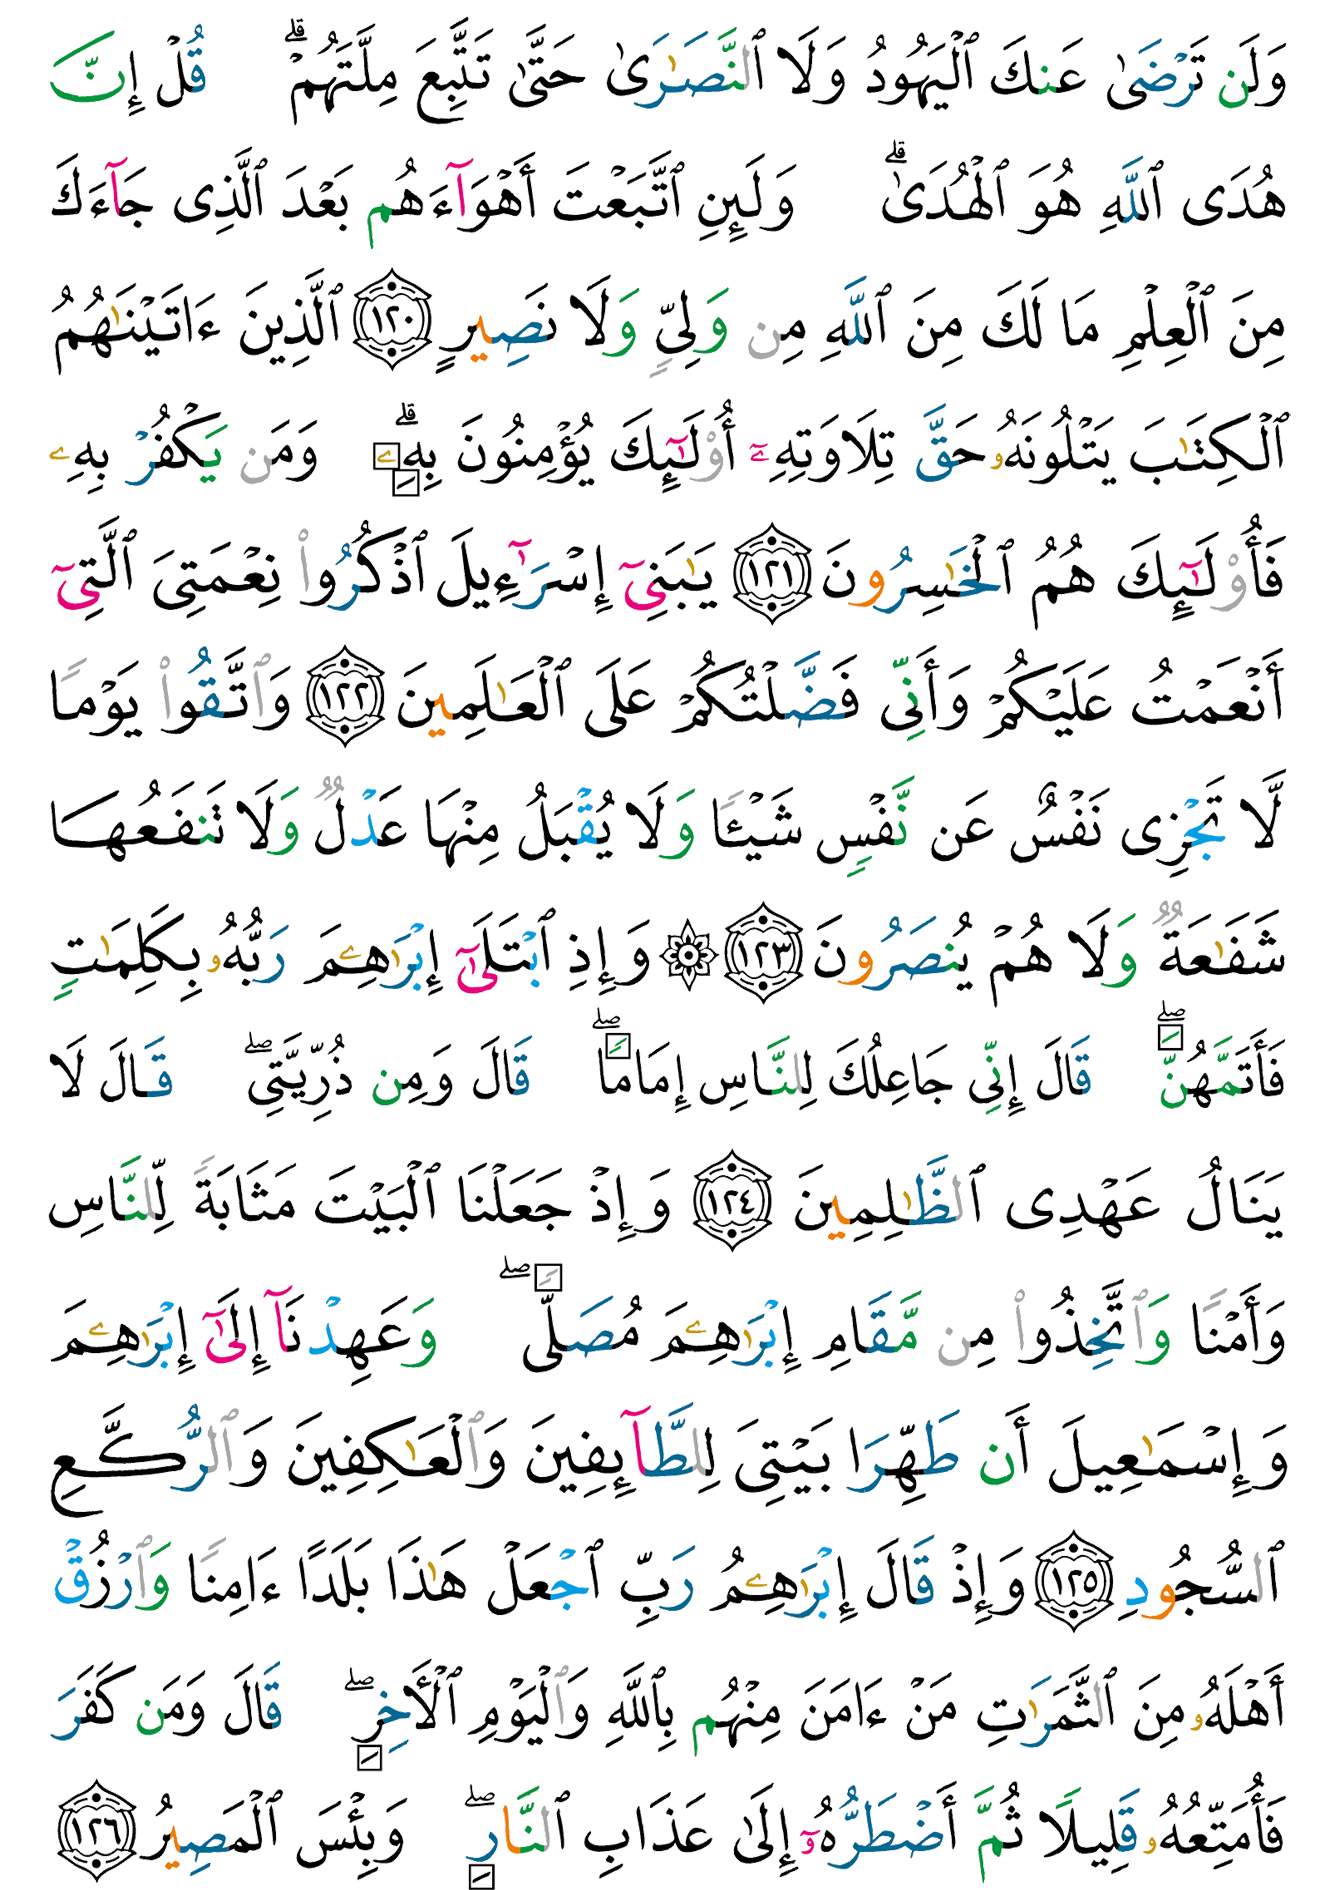 وَلَن تَرْضَىٰ عَنكَ ٱلْيَهُودُ وَلَا ٱلنَّصَـٰرَىٰ حَتَّىٰ تَتَّبِعَ مِلَّتَهُمْ ۗ قُلْ إِنَّ
هُدَى ٱللَّهِ هُوَ ٱلْهُدَىٰ ۗ وَلَئِنِ ٱتَّبَعْتَ أَهْوَآءَهُم بَعْدَ ٱلَّذِى جَآءَكَ
مِنَ ٱلْعِلْمِ مَا لَكَ مِنَ ٱللَّهِ مِن وَلِىٍّ وَلَا نَصِيرٍ ١٢٠ ٱلَّذِينَ ءَاتَيْنَـٰهُمُ
ٱلْكِتَـٰبَ يَتْلُونَهُۥ حَقَّ تِلَاوَتِهِۦٓ أُو۟لَـٰٓئِكَ يُؤْمِنُونَ بِهِۦ ۗ وَمَن يَكْفُرْ بِهِۦ
فَأُو۟لَـٰٓئِكَ هُمُ ٱلْخَـٰسِرُونَ ١٢١ يَـٰبَنِىٓ إِسْرَٰٓءِيلَ ٱذْكُرُوا۟ نِعْمَتِىَ ٱلَّتِىٓ
أَنْعَمْتُ عَلَيْكُمْ وَأَنِّى فَضَّلْتُكُمْ عَلَى ٱلْعَـٰلَمِينَ ١٢٢ وَٱتَّقُوا۟ يَوْمًا
لَّا تَجْزِى نَفْسٌ عَن نَّفْسٍ شَيْـًٔا وَلَا يُقْبَلُ مِنْهَا عَدْلٌ وَلَا تَنفَعُهَا
شَفَـٰعَةٌ وَلَا هُمْ يُنصَرُونَ ١٢٣ ۞ وَإِذِ ٱبْتَلَىٰٓ إِبْرَٰهِـۧمَ رَبُّهُۥ بِكَلِمَـٰتٍ
فَأَتَمَّهُنَّ ۖ قَالَ إِنِّى جَاعِلُكَ لِلنَّاسِ إِمَامًا ۖ قَالَ وَمِن ذُرِّيَّتِى ۖ قَالَ لَا
يَنَالُ عَهْدِى ٱلظَّـٰلِمِينَ ١٢٤ وَإِذْ جَعَلْنَا ٱلْبَيْتَ مَثَابَةً لِّلنَّاسِ
وَأَمْنًا وَٱتَّخِذُوا۟ مِن مَّقَامِ إِبْرَٰهِـۧمَ مُصَلًّى ۖ وَعَهِدْنَآ إِلَىٰٓ إِبْرَٰهِـۧمَ
وَإِسْمَـٰعِيلَ أَن طَهِّرَا بَيْتِىَ لِلطَّآئِفِينَ وَٱلْعَـٰكِفِينَ وَٱلرُّكَّعِ
ٱلسُّجُودِ ١٢٥ وَإِذْ قَالَ إِبْرَٰهِـۧمُ رَبِّ ٱجْعَلْ هَـٰذَا بَلَدًا ءَامِنًا وَٱرْزُقْ
أَهْلَهُۥ مِنَ ٱلثَّمَرَٰتِ مَنْ ءَامَنَ مِنْهُم بِٱللَّهِ وَٱلْيَوْمِ ٱلْـَٔاخِرِ ۖ قَالَ وَمَن كَفَرَ
فَأُمَتِّعُهُۥ قَلِيلًا ثُمَّ أَضْطَرُّهُۥٓ إِلَىٰ عَذَابِ ٱلنَّارِ ۖ وَبِئْسَ ٱلْمَصِيرُ ١٢٦